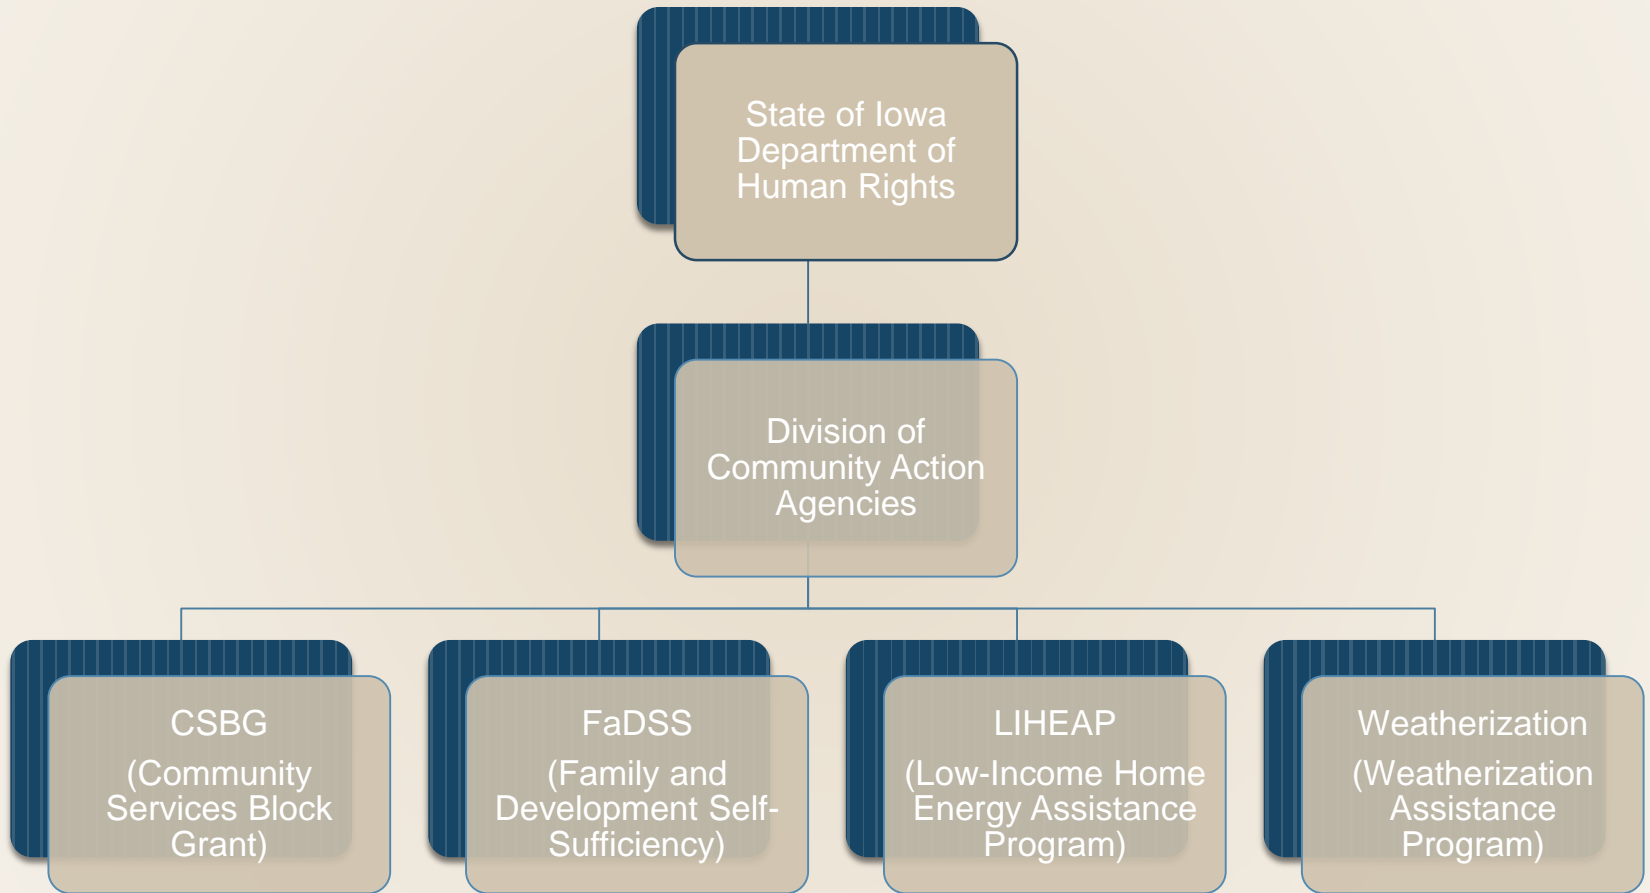 State of Iowa
Department of
Human Rights
Division of
Community Action
Agencies
CSBG
(Community
Services Block
Grant)
FaDSS
(Family and
Development Self-
Sufficiency)
LIHEAP
(Low-Income Home
Energy Assistance
Program)
Weatherization
(Weatherization
Assistance
Program)